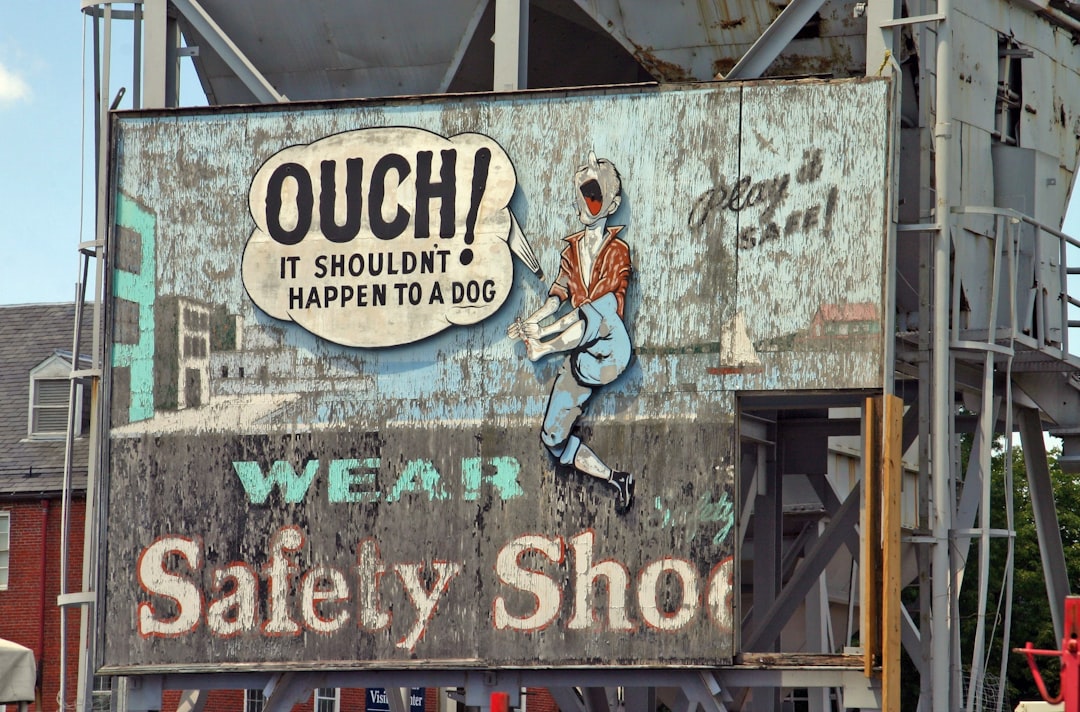 OUCH!
IT SHOULDN'T
HAPPEN TO A DOG
Play it
SAFE!
WEAR
Safety Shoe